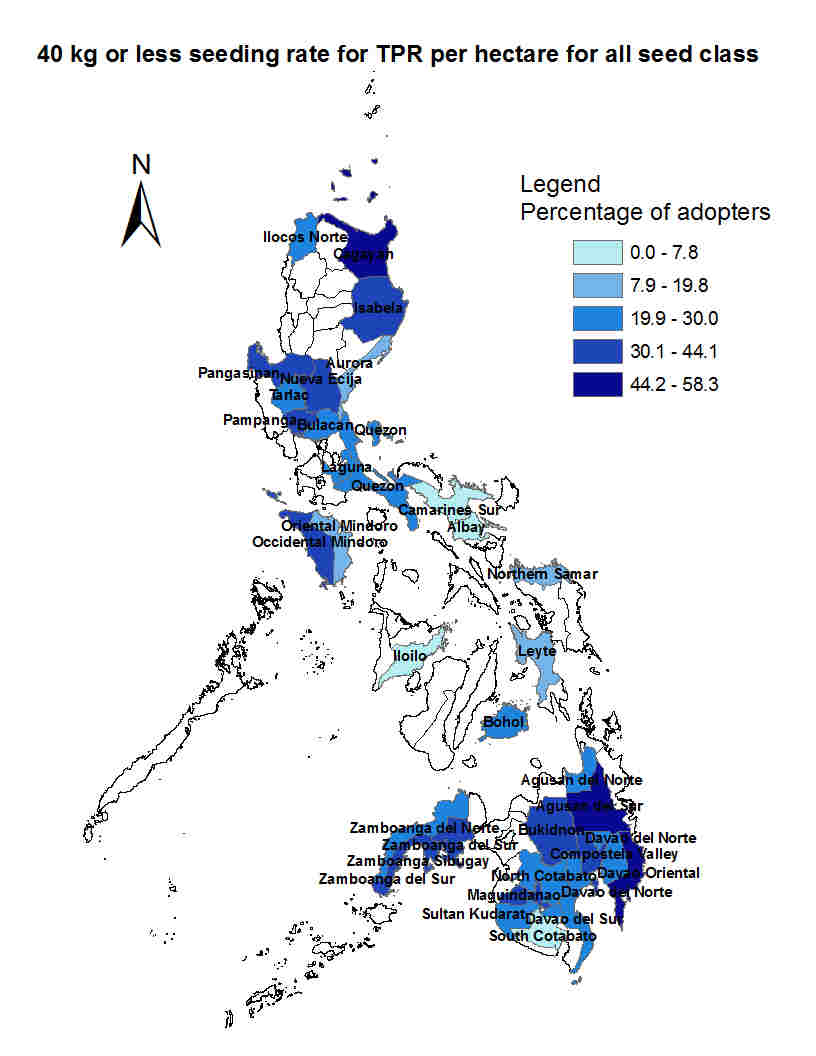 40 kg or less seeding rate for TPR per hectare for all seed class
N
Legend
Percentage of adopters
0.0 - 7.8
7.9 - 19.8
19.9 - 30.0
30.1 - 44.1
44.2 - 58.3
Ilocos Norte
Cagayan
Isabela
Aurora
Pangasinan
Nueva Ecija
Tarlac
Pampanga
Bulacan
Quezon
Laguna
Quezon
Camarines Sur
Albay
Oriental Mindoro
Occidental Mindoro
Northern Samar
Leyte
Iloilo
Bohol
Agusan del Norte
Agusan del Sur
Zamboanga del Norte
Bukidnon
Davao del Norte
Zamboanga del Sur
Compostela Valley
Zamboanga Sibugay
Davao Oriental
North Cotabato
Zamboanga del Sur
Maguindanao
Davao del Norte
Sultan Kudarat
Davao del Sur
South Cotabato